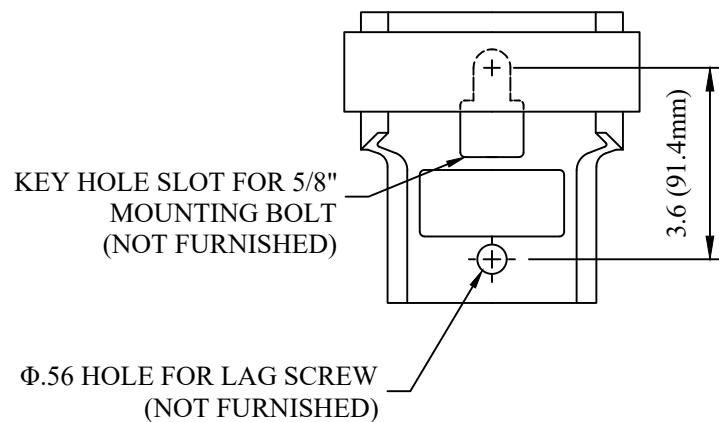 KEY HOLE SLOT FOR 5/8"
MOUNTING BOLT
(NOT FURNISHED)
3.6 (91.4mm)
Φ.56 HOLE FOR LAG SCREW
(NOT FURNISHED)